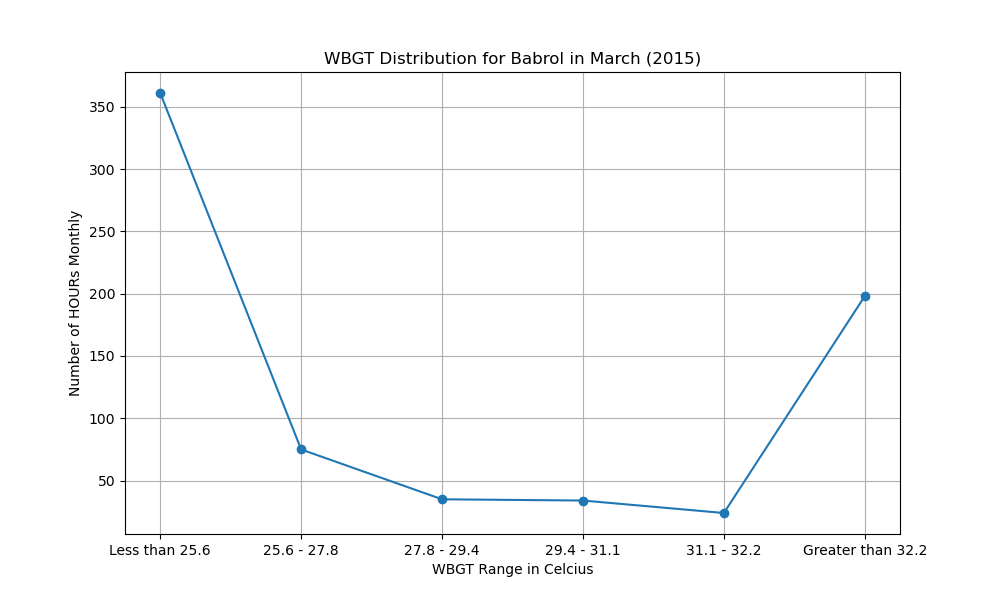 WBGT Distribution for Babrol in March (2015)
Number of HOURs Monthly
350
300
250
200
150
100
50
Less than 25.6
25.6 - 27.8
27.8 - 29.4
29.4 - 31.1
31.1 - 32.2
Greater than 32.2
WBGT Range in Celcius